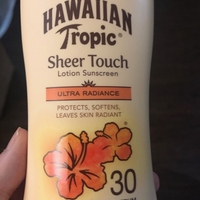 HAWAIIAN
Tropic®
Sheer Touch
Lotion Sunscreen
ULTRA RADIANCE
PROTECTS, SOFTENS,
LEAVES SKIN RADIANT
30